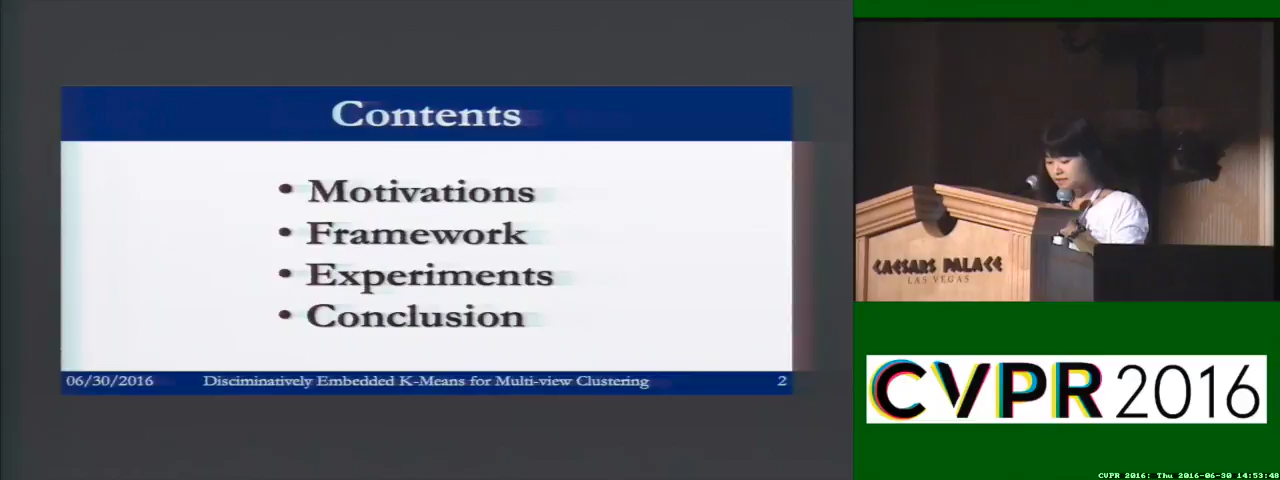 Contents
• Motivations
• Framework
• Experiments
• Conclusion
06/30/2016 Disciminatively Embedded K-Means for Multi-view Clustering 2
CAESARS PALACE
LAS VEGAS
CVPR 2016
CVPR 2016: Thu 2016-06-30 14:53:48